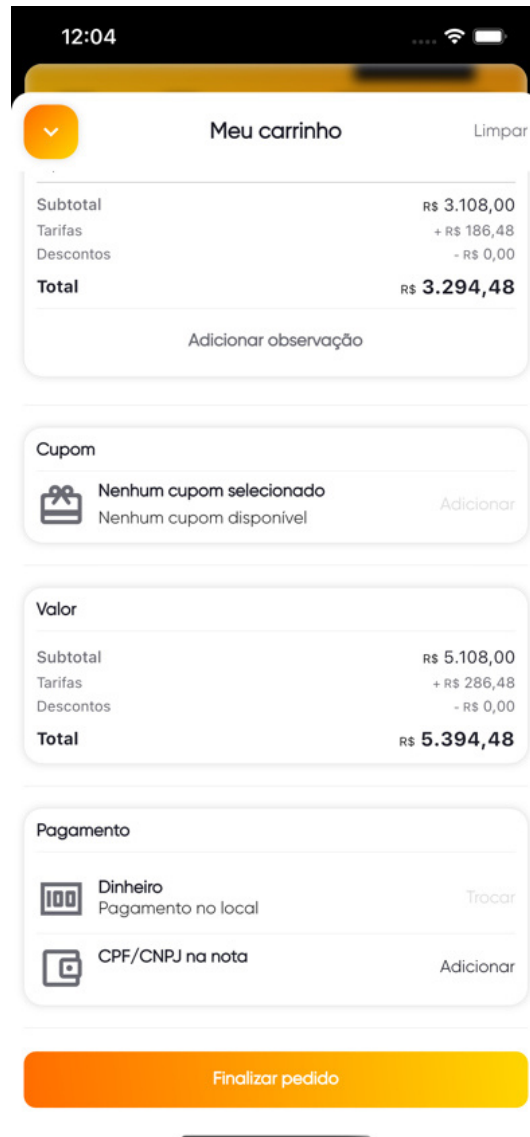 12:04
Meu carrinho
Limpar
Subtotal R$ 3.108,00
Tarifas + R$ 186,48
Descontos - R$ 0,00
Total R$ 3.294,48
Adicionar observação
Cupom
Nenhum cupom selecionado
Nenhum cupom disponível
Adicionar
Valor
Subtotal R$ 5.108,00
Tarifas + R$ 286,48
Descontos - R$ 0,00
Total R$ 5.394,48
Pagamento
100
Dinheiro
Pagamento no local
Trocar
CPF/CNPJ na nota
Adicionar
Finalizar pedido